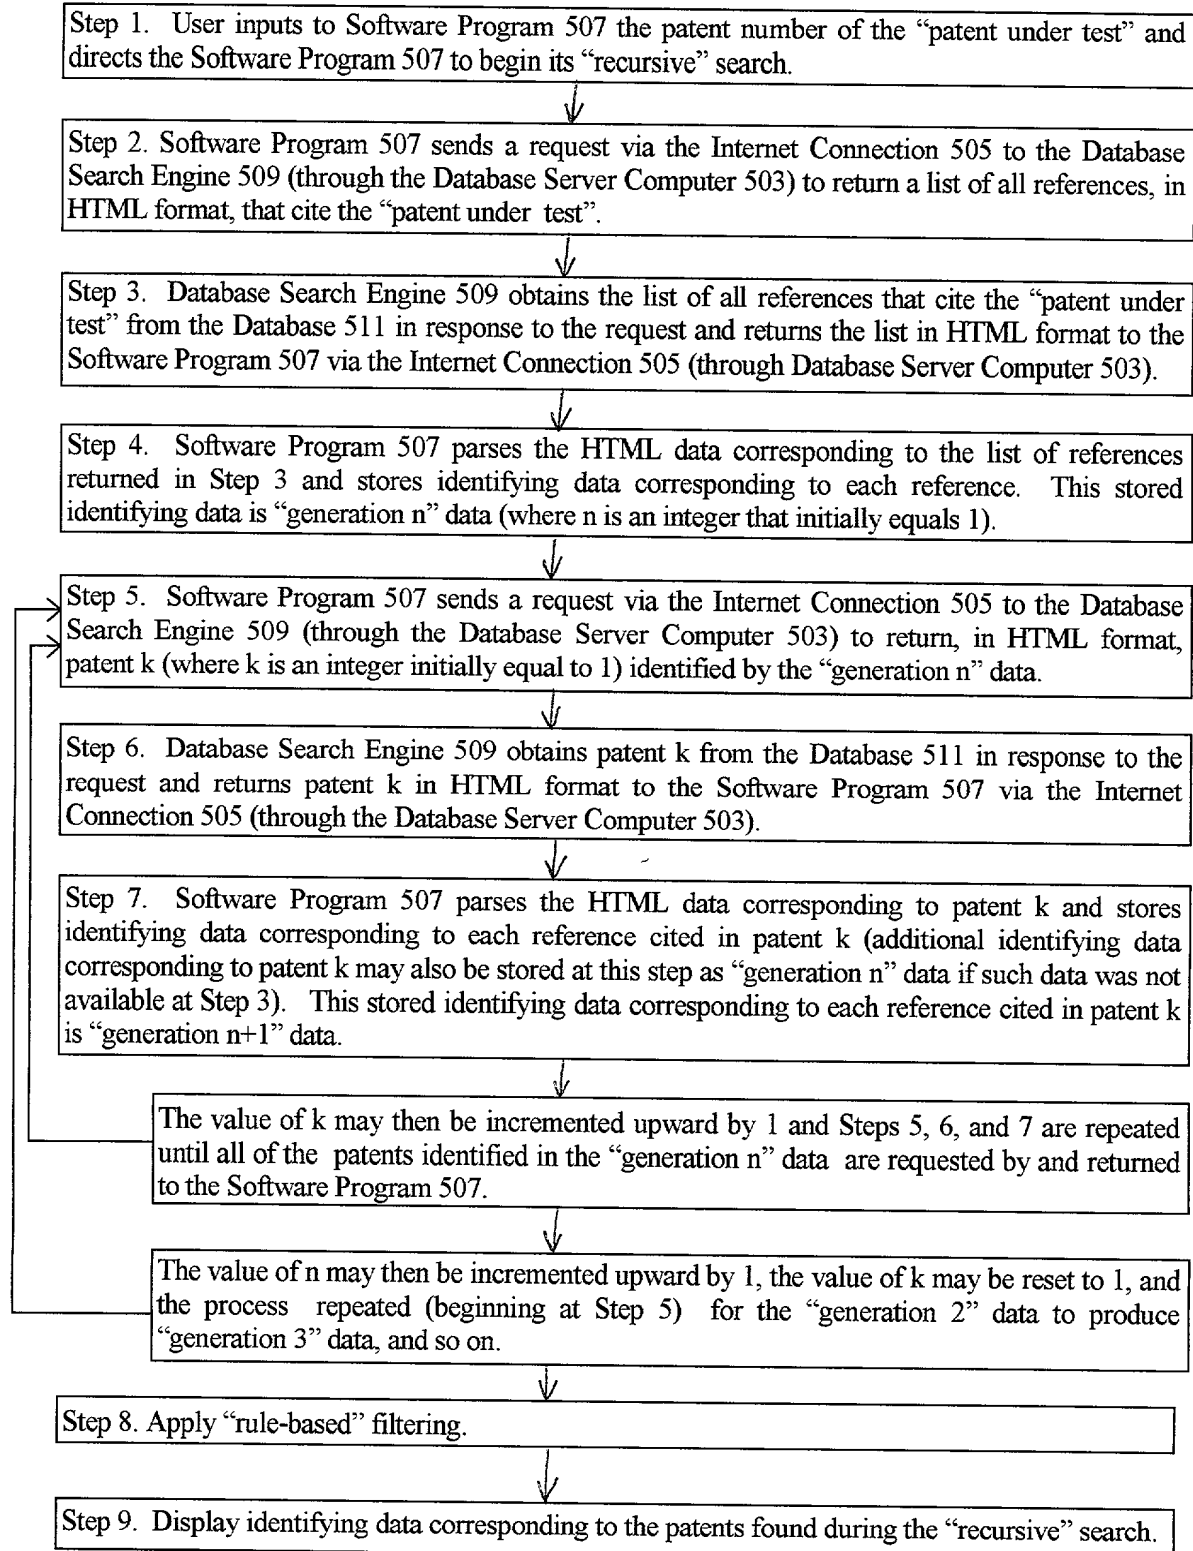 Step 1. User inputs to Software Program 507 the patent number of the “patent under test” and
directs the Software Program 507 to begin its “recursive” search.
Step 2. Software Program 507 sends a request via the Internet Connection 505 to the Database
Search Engine 509 (through the Database Server Computer 503) to return a list of all references, in
HTML format, that cite the “patent under test”.
Step 3. Database Search Engine 509 obtains the list of all references that cite the “patent under
test” from the Database 511 in response to the request and returns the list in HTML format to the
Software Program 507 via the Internet Connection 505 (through Database Server Computer 503).
Step 4. Software Program 507 parses the HTML data corresponding to the list of references
returned in Step 3 and stores identifying data corresponding to each reference. This stored
identifying data is “generation n” data (where n is an integer that initially equals 1).
Step 5. Software Program 507 sends a request via the Internet Connection 505 to the Database
Search Engine 509 (through the Database Server Computer 503) to return, in HTML format,
patent k (where k is an integer initially equal to 1) identified by the “generation n” data.
Step 6. Database Search Engine 509 obtains patent k from the Database 511 in response to the
request and returns patent k in HTML format to the Software Program 507 via the Internet
Connection 505 (through the Database Server Computer 503).
Step 7. Software Program 507 parses the HTML data corresponding to patent k and stores
identifying data corresponding to each reference cited in patent k (additional identifying data
corresponding to patent k may also be stored at this step as “generation n” data if such data was not
available at Step 3). This stored identifying data corresponding to each reference cited in patent k
is “generation n+1” data.
The value of k may then be incremented upward by 1 and Steps 5, 6, and 7 are repeated
until all of the patents identified in the “generation n” data are requested by and returned
to the Software Program 507.
The value of n may then be incremented upward by 1, the value of k may be reset to 1, and
the process repeated (beginning at Step 5) for the “generation 2” data to produce
“generation 3” data, and so on.
Step 8. Apply “rule-based” filtering.
Step 9. Display identifying data corresponding to the patents found during the “recursive” search.